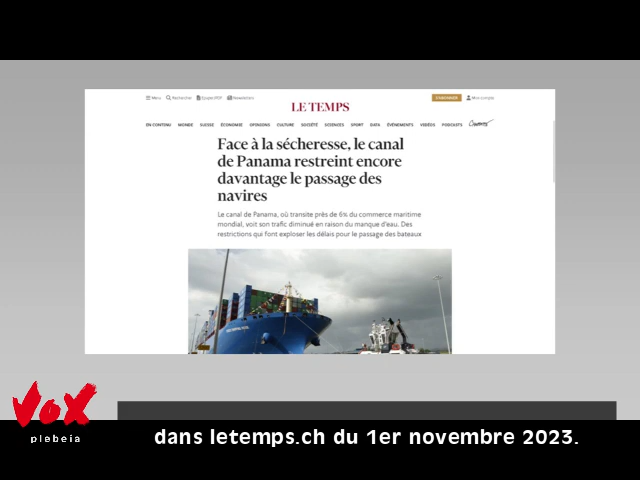 Menu Rechercher Epaper/PDF Newsletters
LE TEMPS
S'ABONNER Mon compte
EN CONTINU MONDE SUISSE ÉCONOMIE OPINIONS CULTURE SOCIÉTÉ SCIENCES SPORT DATA ÉVÉNEMENTS VIDÉOS PODCASTS
Face à la sécheresse, le canal
de Panama restreint encore
davantage le passage des
navires
Le canal de Panama, où transite près de 6% du commerce maritime
mondial, voit son trafic diminué en raison du manque d'eau. Des
restrictions qui font exploser les délais pour le passage des bateaux
VoX
plebeia
dans letemps.ch du 1er novembre 2023.